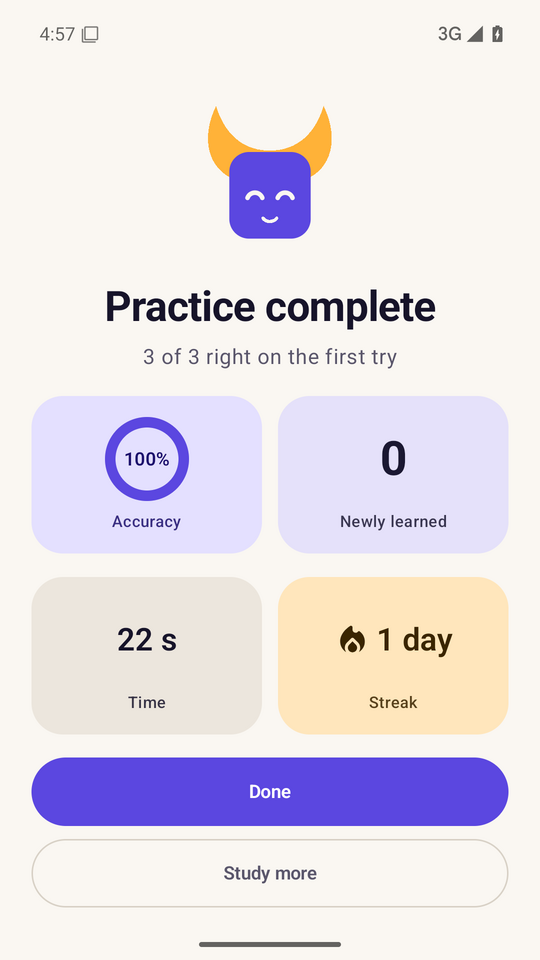 4:57
3G
Practice complete
3 of 3 right on the first try
100%
Accuracy
0
Newly learned
22 s
Time
1 day
Streak
Done
Study more